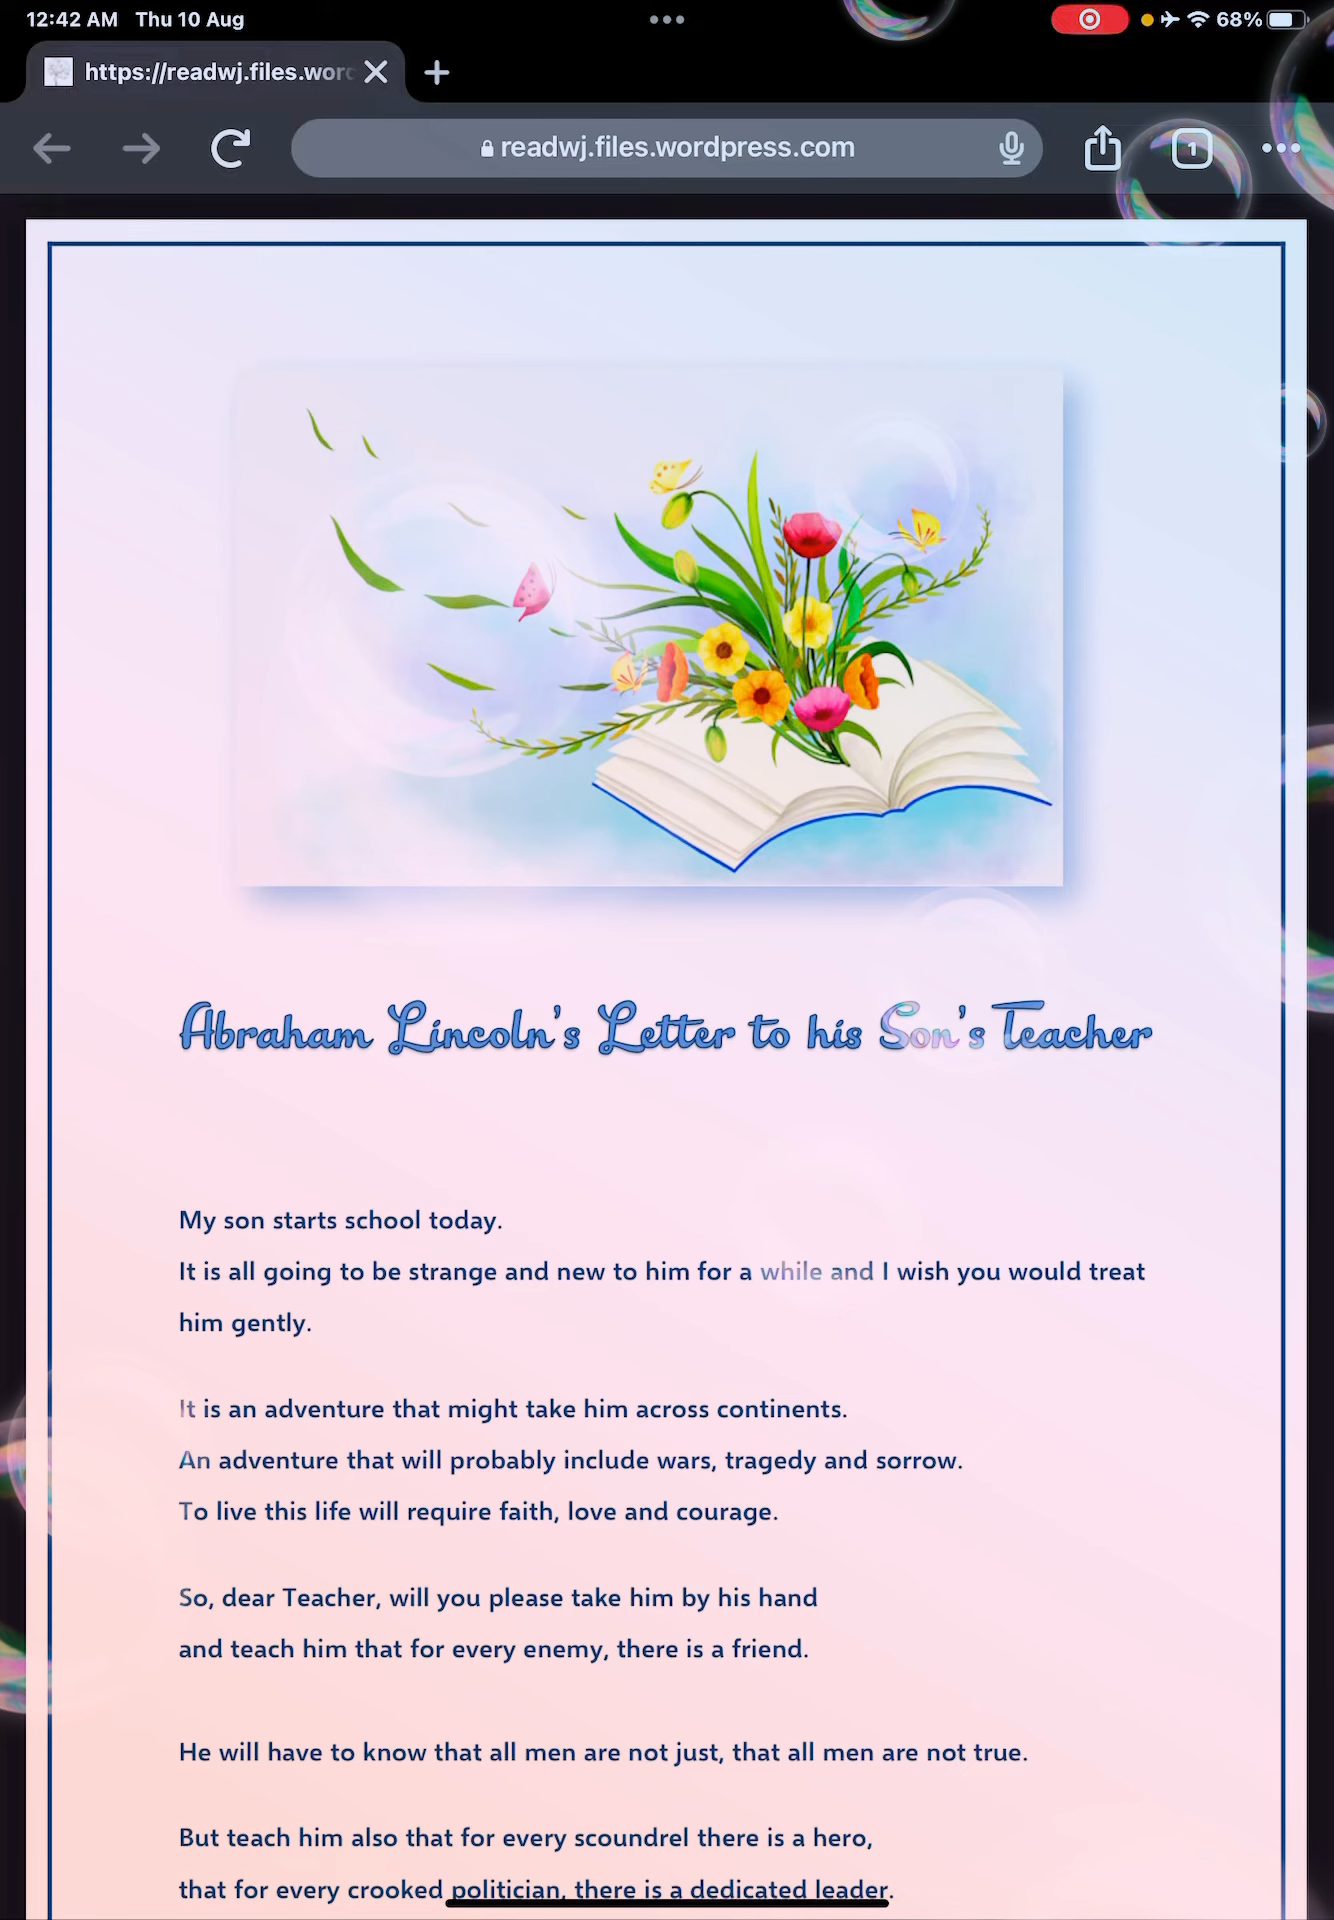 12:42 AM Thu 10 Aug
68%
https://readwj.files.word
readwj.files.wordpress.com
1
Abraham Lincoln's Letter to his Son's Teacher
My son starts school today.
It is all going to be strange and new to him for a while and I wish you would treat
him gently.
It is an adventure that might take him across continents.
An adventure that will probably include wars, tragedy and sorrow.
To live this life will require faith, love and courage.
So, dear Teacher, will you please take him by his hand
and teach him that for every enemy, there is a friend.
He will have to know that all men are not just, that all men are not true.
But teach him also that for every scoundrel there is a hero,
that for every crooked politician, there is a dedicated leader.